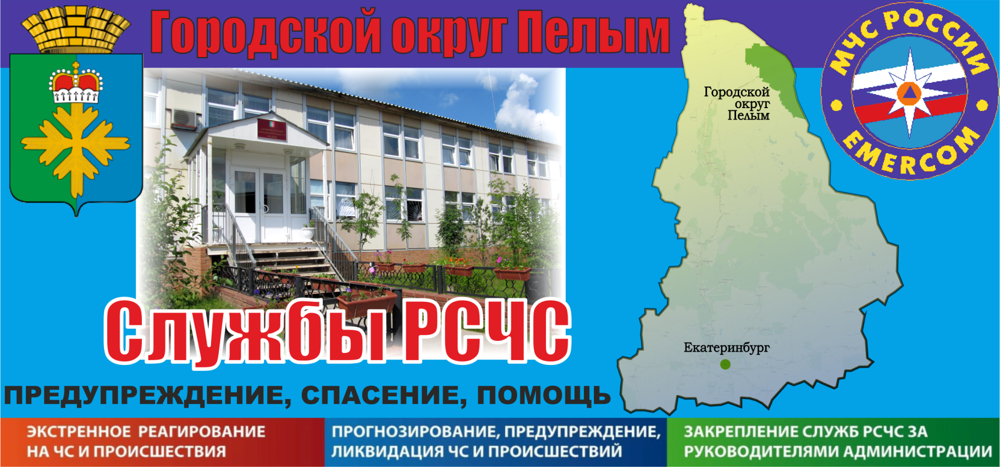 Городской округ Пелым
МЧС РОССИИ
EMERCOM
Городской
округ
Пелым
Екатеринбург
Службы РСЧС
ПРЕДУПРЕЖДЕНИЕ, СПАСЕНИЕ, ПОМОЩЬ
ЭКСТРЕННОЕ РЕАГИРОВАНИЕ
НА ЧС И ПРОИСШЕСТВИЯ
ПРОГНОЗИРОВАНИЕ, ПРЕДУПРЕЖДЕНИЕ,
ЛИКВИДАЦИЯ ЧС И ПРОИСШЕСТВИЙ
ЗАКРЕПЛЕНИЕ СЛУЖБ РСЧС ЗА
РУКОВОДИТЕЛЯМИ АДМИНИСТРАЦИИ